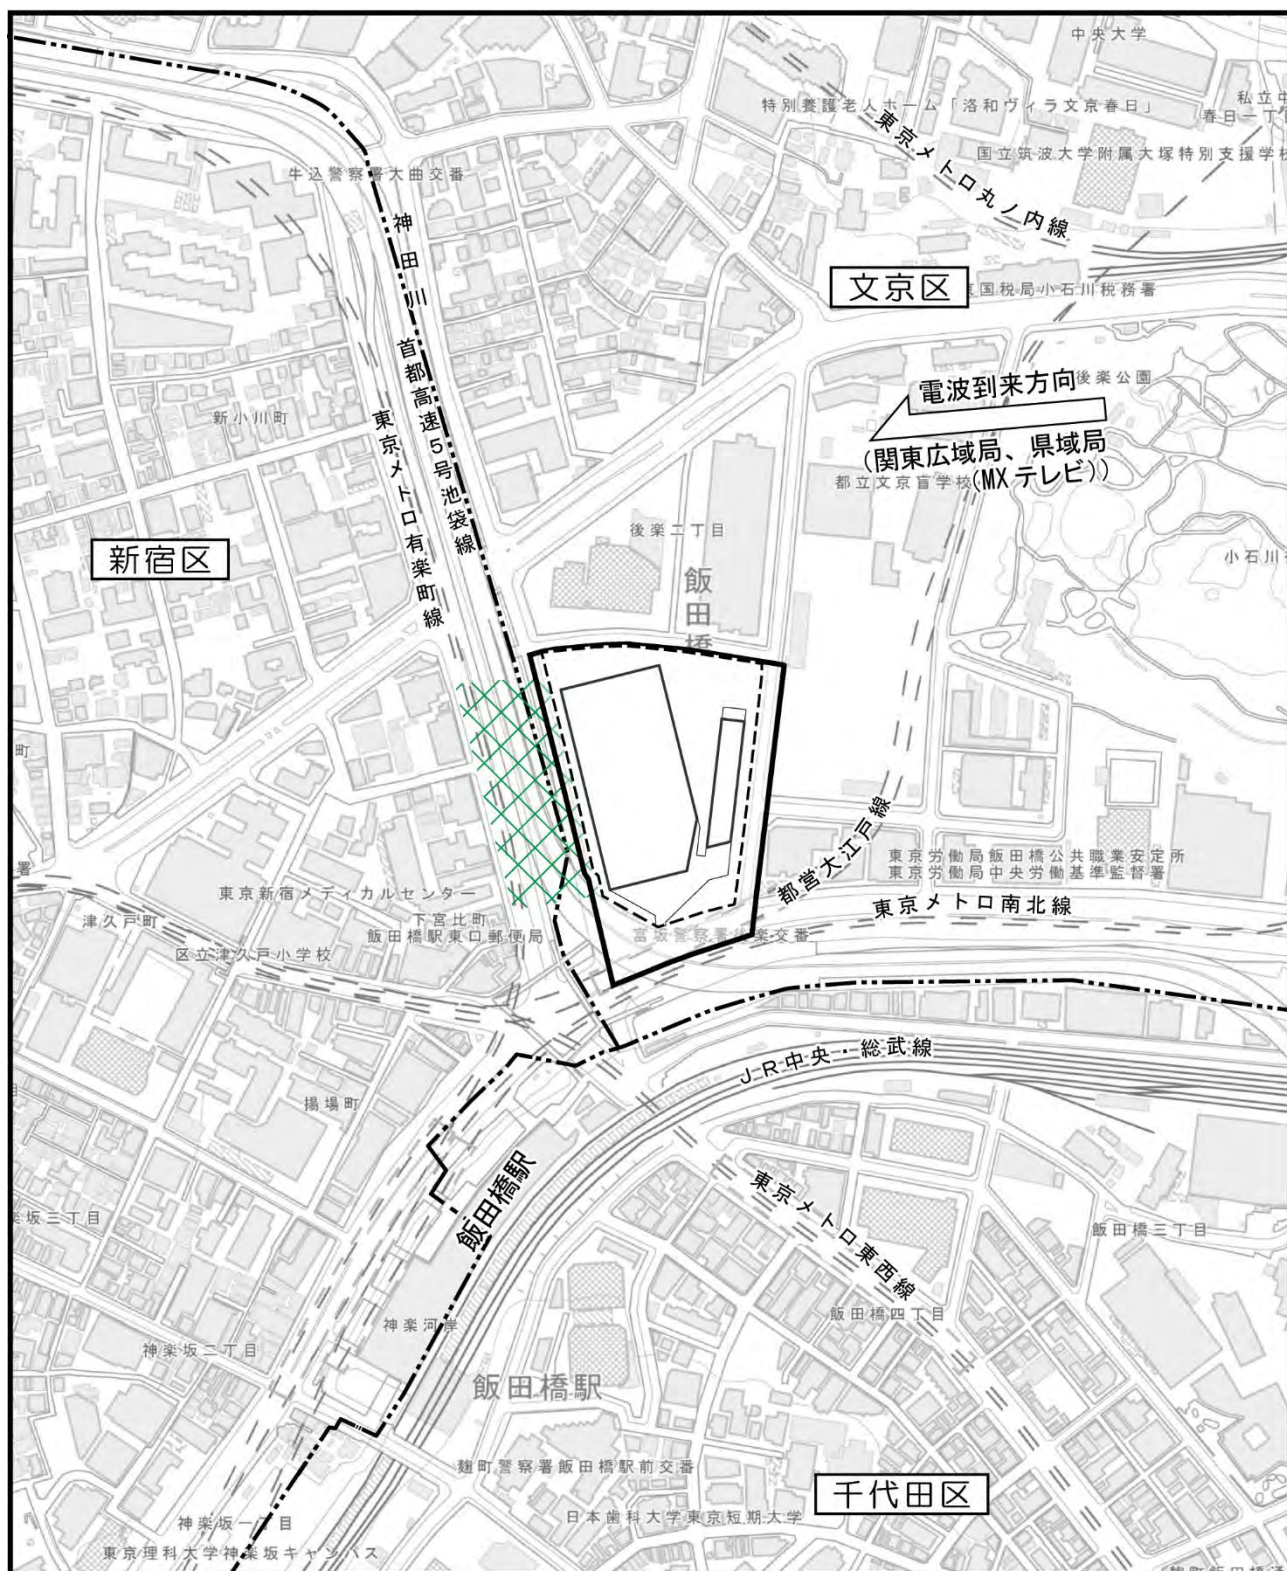 中央大学
特別養護老人ホーム「洛和ヴィラ文京春日」
東京メトロ丸ノ内線
国立筑波大学附属大塚特別支援学校
牛込警察署大曲交番
神田川
文京区
国税局小石川税務署
首都高速5号池袋線
東京メトロ有楽町線
新小川町
電波到来方向
後楽公園
(関東広域局、県域局
(MXテレビ))
都立文京盲学校
後楽二丁目
新宿区
飯田橋
小石川
町
署
東京新宿メディカルセンター
津久戸町
下宮比町
飯田橋駅東口郵便局
区立津久戸小学校
都営大江戸線
東京労働局飯田橋公共職業安定所
東京労働局中央労働基準監督署
東京メトロ南北線
富坂警察署後楽交番
JR中央・総武線
揚場町
飯田橋駅
東京メトロ東西線
楽坂三丁目
飯田橋三丁目
飯田橋四丁目
神楽河岸
神楽坂二丁目
飯田橋駅
麹町警察署飯田橋駅前交番
千代田区
日本歯科大学東京短期大学
神楽坂一丁目
東京理科大学神楽坂キャンパス